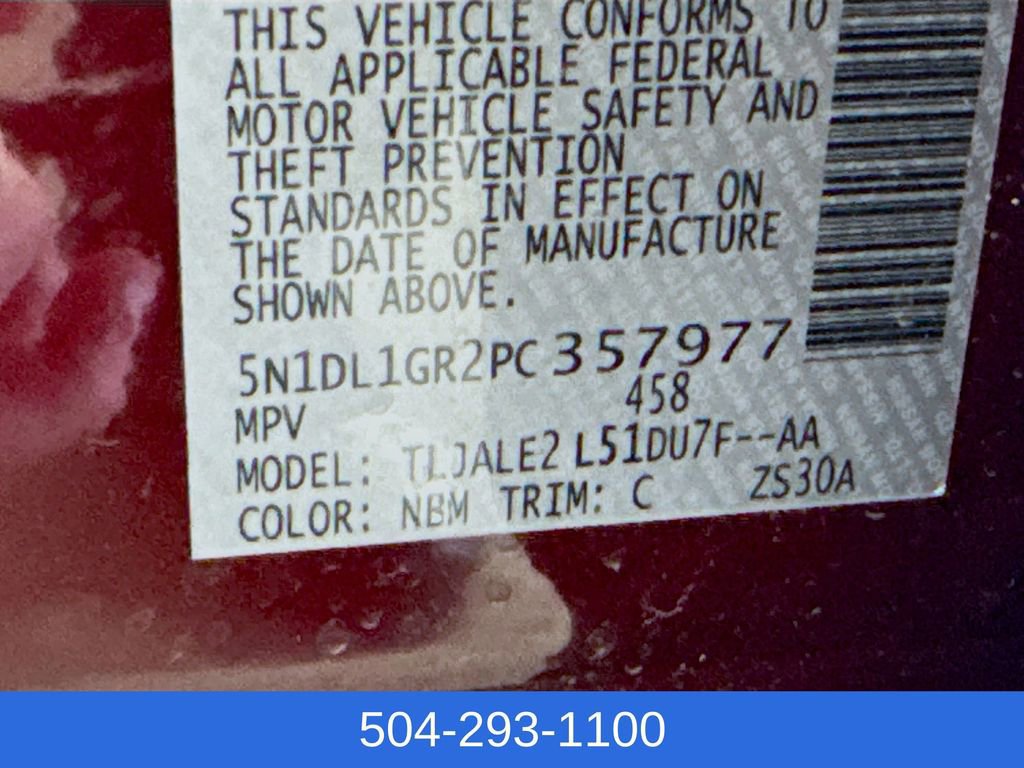 THIS VEHICLE CONFORMS TO
ALL APPLICABLE FEDERAL
MOTOR VEHICLE SAFETY AND
THEFT PREVENTION
STANDARDS IN EFFECT ON
THE DATE OF MANUFACTURE
SHOWN ABOVE.
5N1DL1GR2PC357977
MPV 458
MODEL: TLJALE2 L51DU7F--AA
COLOR: NBM TRIM: C ZS30A
504-293-1100